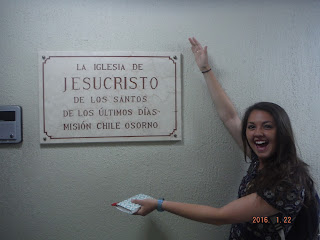 LA IGLESIA DE
JESUCRISTO
DE LOS SANTOS
DE LOS ÚLTIMOS DÍAS-
MISIÓN CHILE OSORNO
2016. 1.22